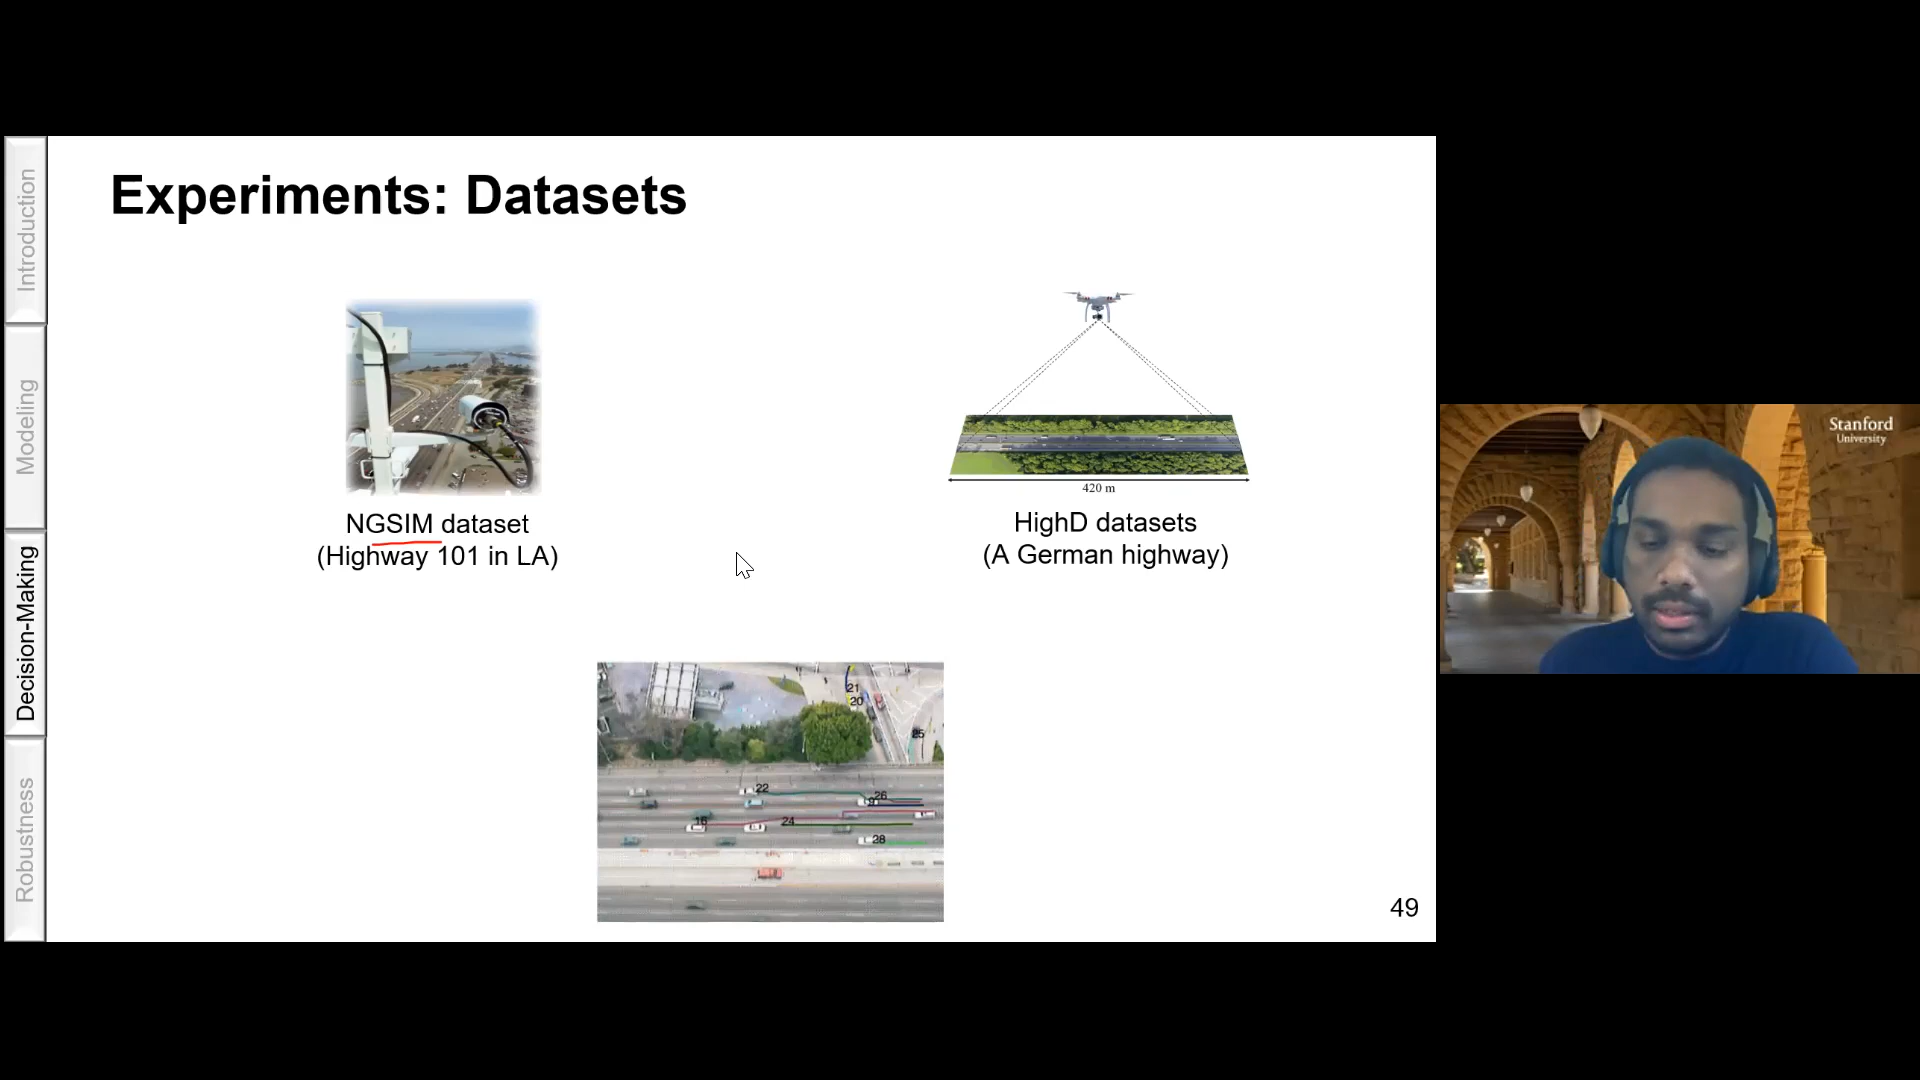 Introduction
Modeling
Decision-Making
Robustness
Experiments: Datasets
NGSIM dataset
(Highway 101 in LA)
420 m
HighD datasets
(A German highway)
21
20
25
22
26
9
16
24
28
49
Stanford
University